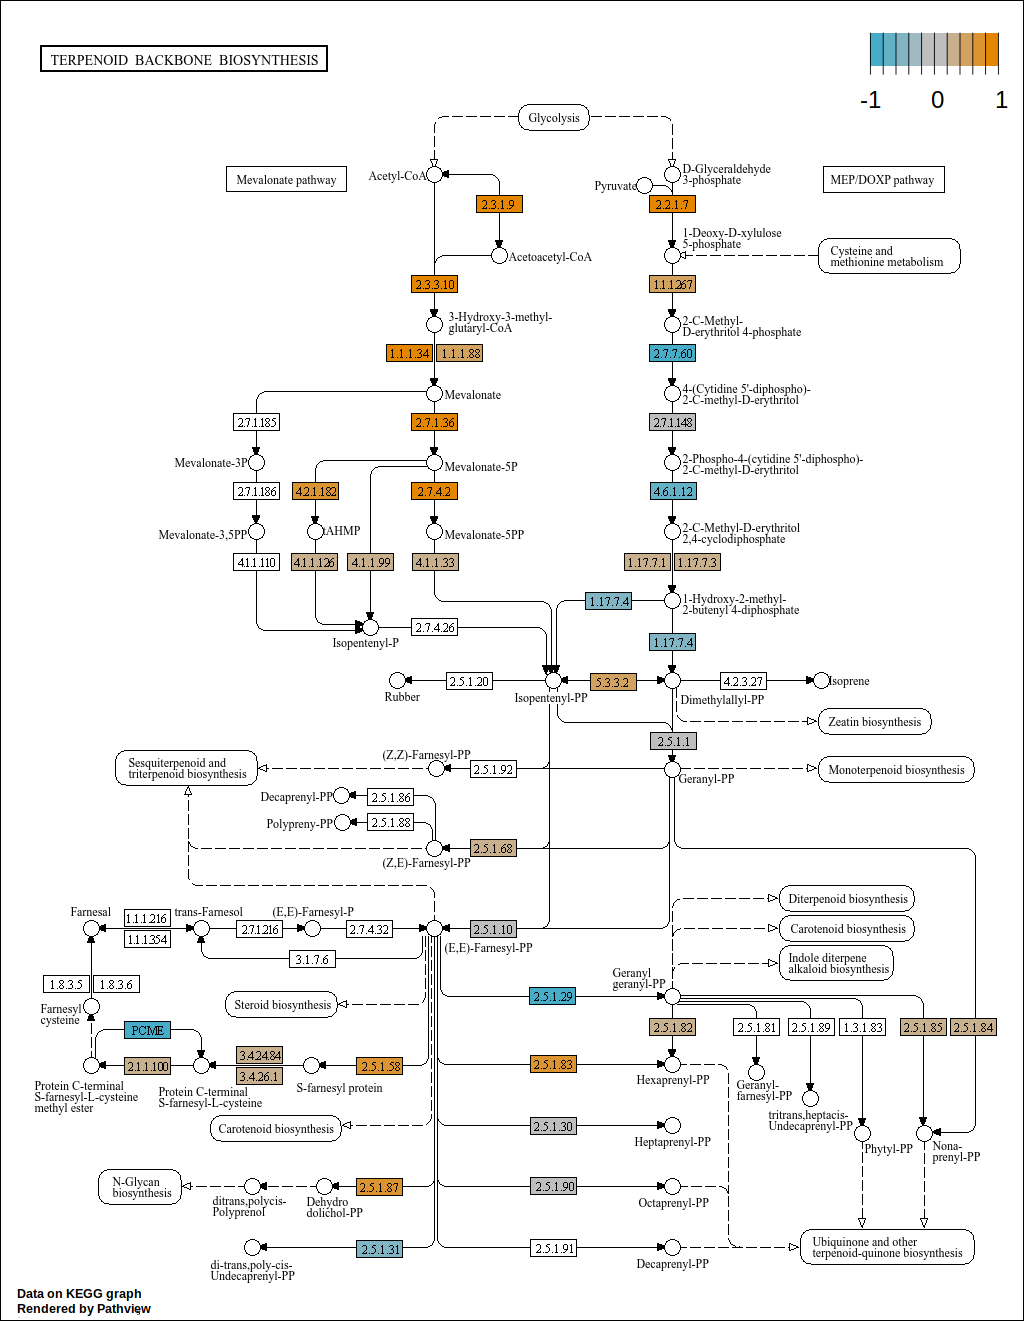 TERPENOID BACKBONE BIOSYNTHESIS
-1 0 1
Glycolysis
Mevalonate pathway
Acetyl-CoA
D-Glyceraldehyde
3-phosphate
Pyruvate
MEP/DOXP pathway
2.3.1.9
2.2.1.7
1-Deoxy-D-xylulose
5-phosphate
Acetoacetyl-CoA
Cysteine and
methionine metabolism
2.3.3.10
1.1.1.267
3-Hydroxy-3-methyl-
glutaryl-CoA
2-C-Methyl-
D-erythritol 4-phosphate
1.1.1.34
1.1.1.88
2.7.7.60
Mevalonate
4-(Cytidine 5'-diphospho)-
2-C-methyl-D-erythritol
2.7.1.185
2.7.1.36
2.7.1.148
Mevalonate-3P
Mevalonate-5P
2-Phospho-4-(cytidine 5'-diphospho)-
2-C-methyl-D-erythritol
2.7.1.186
4.2.1.182
2.7.4.2
4.6.1.12
Mevalonate-3,5PP
tAHMP
Mevalonate-5PP
2-C-Methyl-D-erythritol
2,4-cyclodiphosphate
4.1.1.110
4.1.1.126
4.1.1.99
4.1.1.33
1.17.7.1
1.17.7.3
1.17.7.4
1-Hydroxy-2-methyl-
2-butenyl 4-diphosphate
Isopentenyl-P
2.7.4.26
1.17.7.4
Rubber
2.5.1.20
Isopentenyl-PP
5.3.3.2
Dimethylallyl-PP
4.2.3.27
Isoprene
Zeatin biosynthesis
2.5.1.1
(Z,Z)-Farnesyl-PP
Sesquiterpenoid and
triterpenoid biosynthesis
2.5.1.92
Geranyl-PP
Monoterpenoid biosynthesis
Decaprenyl-PP
2.5.1.86
Polypreny-PP
2.5.1.88
2.5.1.68
(Z,E)-Farnesyl-PP
Diterpenoid biosynthesis
Farnesal
1.1.1.216
1.1.1.354
trans-Farnesol
2.7.1.216
(E,E)-Farnesyl-P
2.7.4.32
2.5.1.10
(E,E)-Farnesyl-PP
Carotenoid biosynthesis
3.1.7.6
Indole diterpene
alkaloid biosynthesis
1.8.3.5
1.8.3.6
Geranyl
geranyl-PP
Farnesyl
cysteine
Steroid biosynthesis
2.5.1.29
PCME
2.5.1.82
2.5.1.81
2.5.1.89
1.3.1.83
2.5.1.85
2.5.1.84
2.1.1.100
3.4.24.84
3.4.26.1
2.5.1.58
2.5.1.83
Protein C-terminal
S-farnesyl-L-cysteine
methyl ester
Protein C-terminal
S-farnesyl-L-cysteine
S-farnesyl protein
Hexaprenyl-PP
Geranyl-
farnesyl-PP
tritrans,heptacis-
Undecaprenyl-PP
Carotenoid biosynthesis
2.5.1.30
Heptaprenyl-PP
Phytyl-PP
Nona-
prenyl-PP
N-Glycan
biosynthesis
ditrans,polycis-
Polyprenol
Dehydro
dolichol-PP
2.5.1.87
2.5.1.90
Octaprenyl-PP
di-trans,poly-cis-
Undecaprenyl-PP
2.5.1.31
2.5.1.91
Decaprenyl-PP
Ubiquinone and other
terpenoid-quinone biosynthesis
Data on KEGG graph
Rendered by Pathview